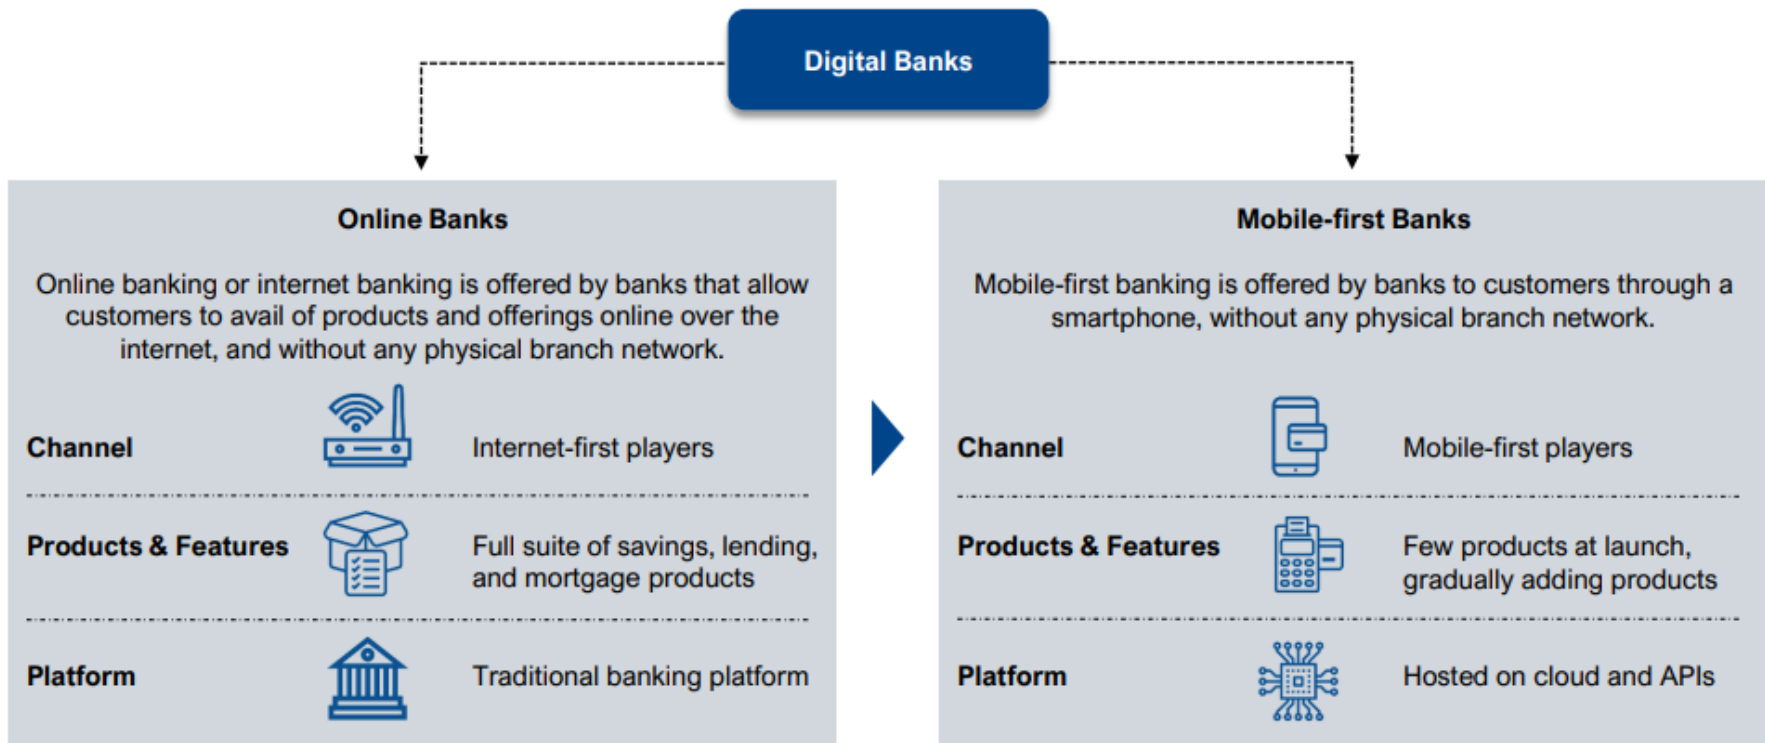 Digital Banks
Online Banks
Online banking or internet banking is offered by banks that allow
customers to avail of products and offerings online over the
internet, and without any physical branch network.
Channel
Internet-first players
Products & Features
Full suite of savings, lending,
and mortgage products
Platform
Traditional banking platform
Mobile-first Banks
Mobile-first banking is offered by banks to customers through a
smartphone, without any physical branch network.
Channel
Mobile-first players
Products & Features
Few products at launch,
gradually adding products
Platform
Hosted on cloud and APIs